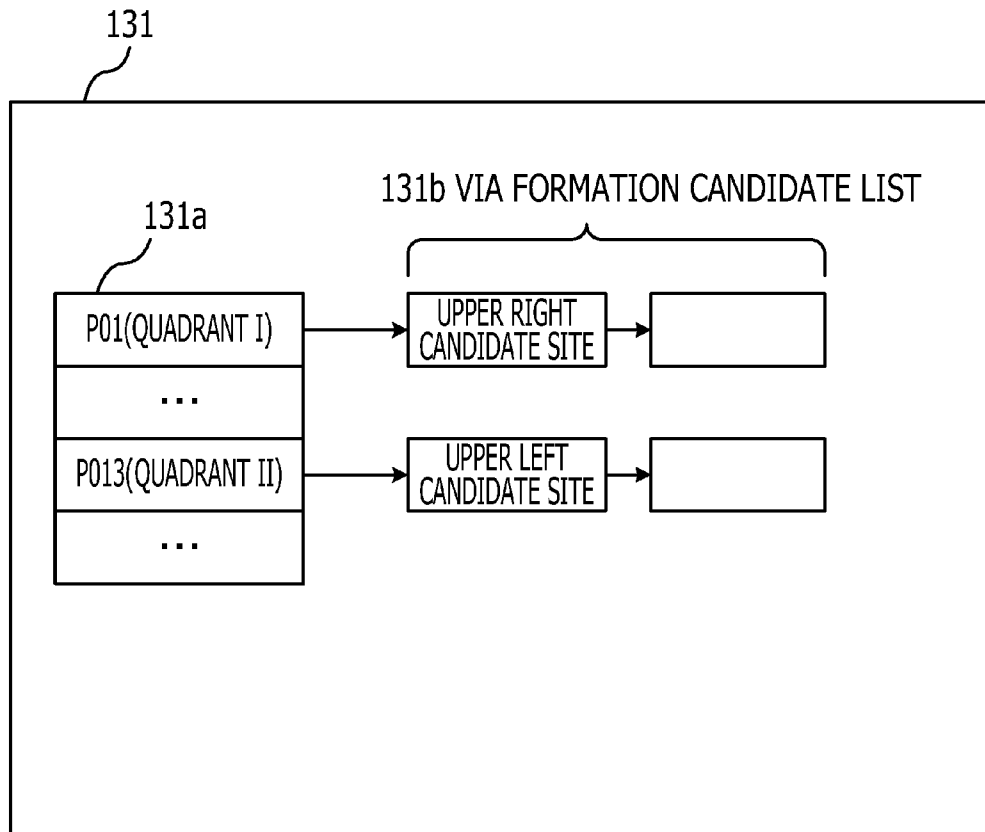 131
131b VIA FORMATION CANDIDATE LIST
131a
P01(QUADRANT I)
UPPER RIGHT
CANDIDATE SITE
...
P013(QUADRANT II)
UPPER LEFT
CANDIDATE SITE
...